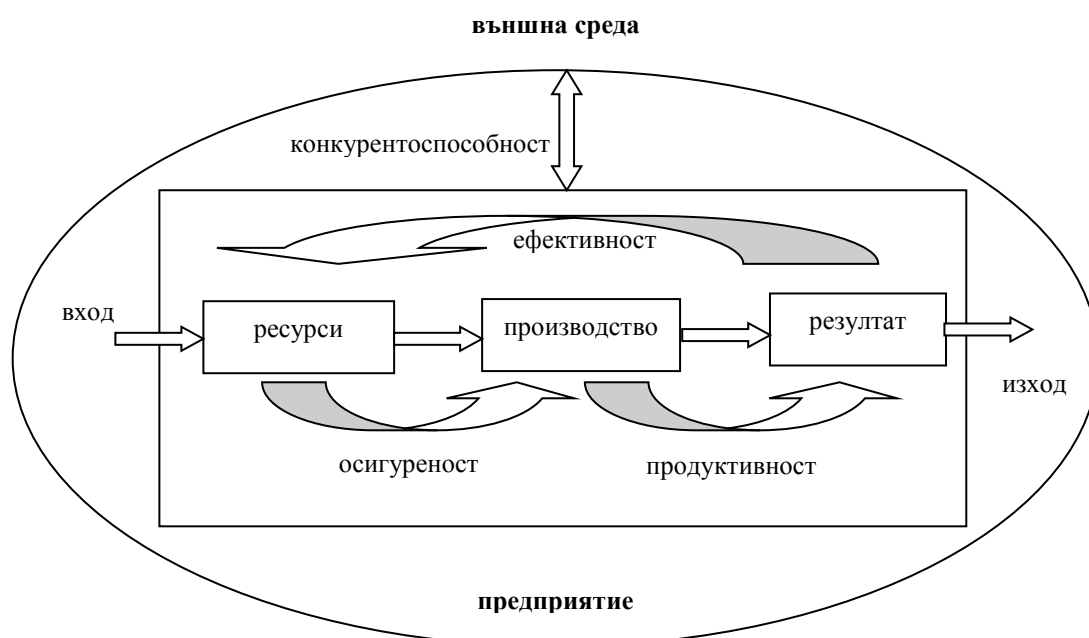 външна среда
конкурентоспособност
ефективност
вход
ресурси
производство
резултат
изход
осигуреност
продуктивност
предприятие